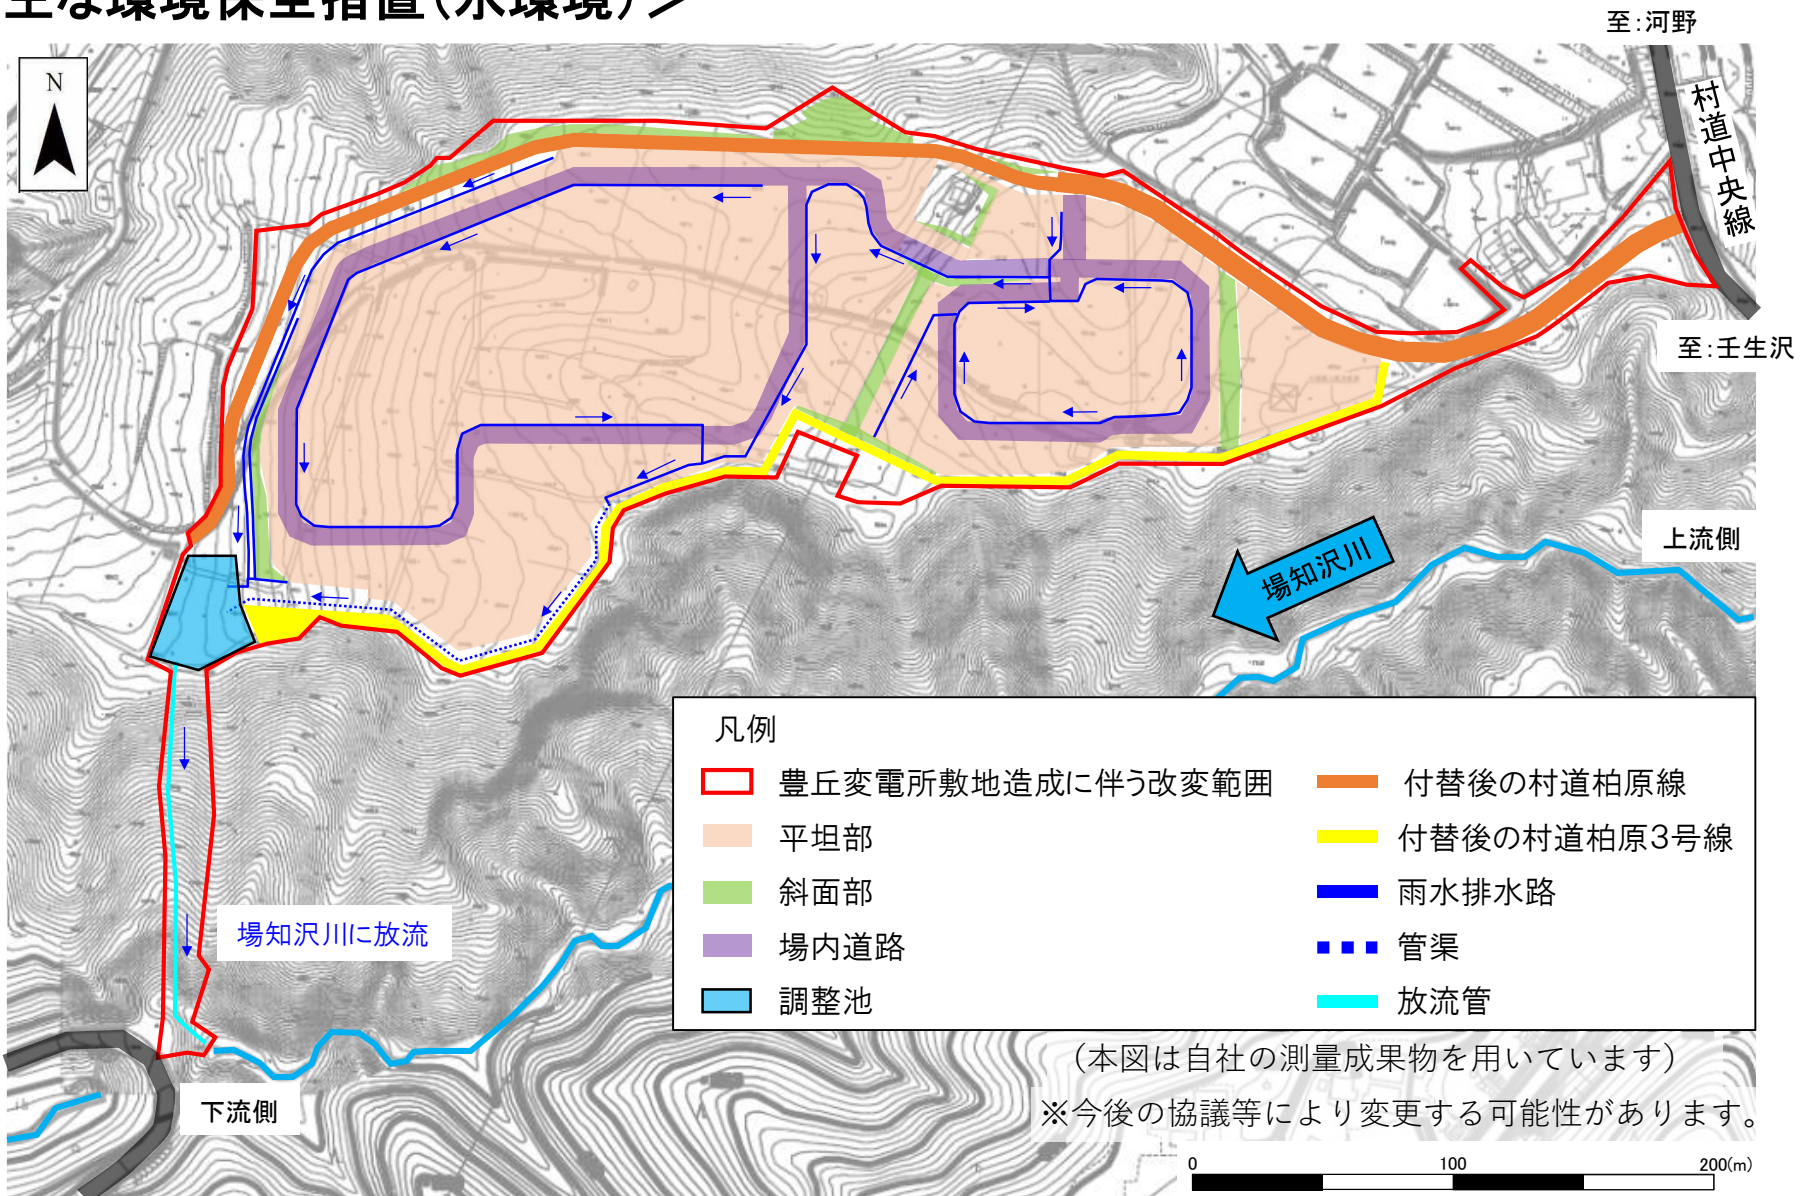 主な環境保全措置(水環境)＞
至:河野
N
村道中央線
至:壬生沢
上流側
場知沢川
凡例
豊丘変電所敷地造成に伴う改変範囲
平坦部
斜面部
場内道路
調整池
付替後の村道柏原線
付替後の村道柏原3号線
雨水排水路
管渠
放流管
場知沢川に放流
下流側
(本図は自社の測量成果物を用いています)
※今後の協議等により変更する可能性があります。
0 100 200(m)